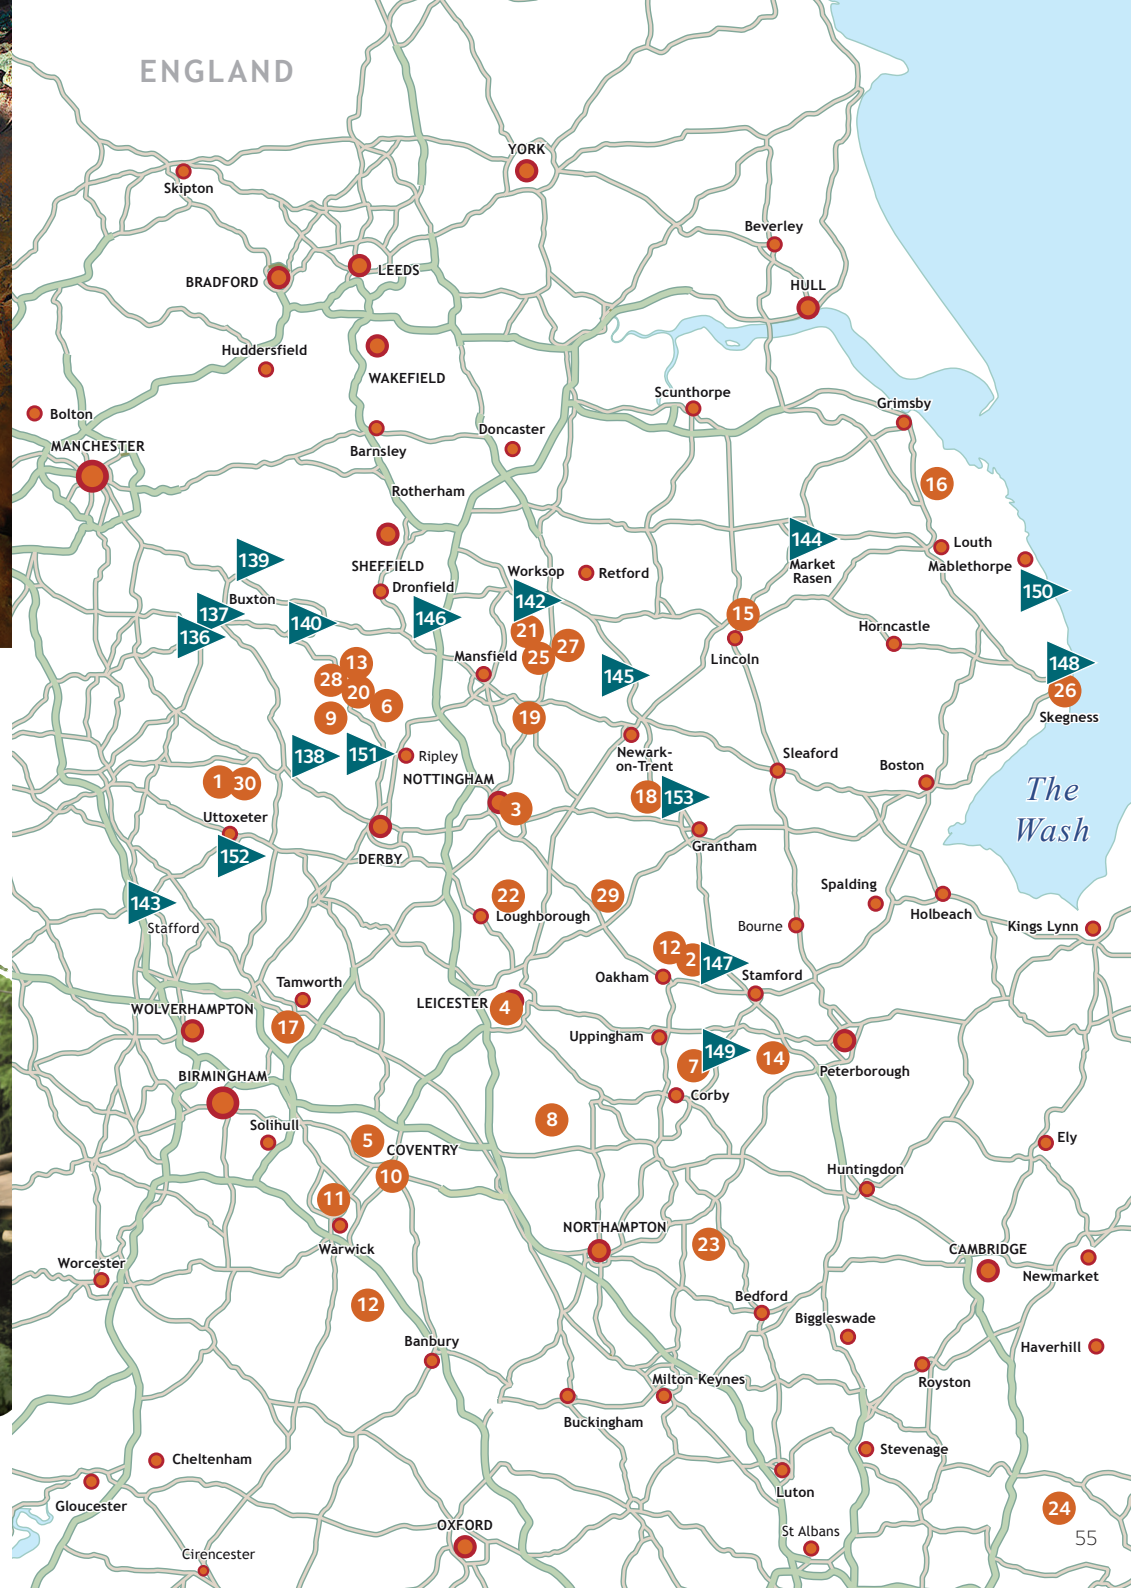 ENGLAND
YORK
Skipton
Beverley
LEEDS
BRADFORD
HULL
Huddersfield
WAKEFIELD
Scunthorpe
Grimsby
Bolton
Doncaster
MANCHESTER
Barnsley
16
Rotherham
144
Louth
139
SHEFFIELD
Market
Rasen
Mablethorpe
Worksop
Retford
Dronfield
150
Buxton
142
137
140
146
15
136
21
27
Horncastle
13
Mansfield
25
Lincoln
148
28
145
26
20
6
9
19
Skegness
138
151
Ripley
Newark-
on-Trent
Sleaford
Boston
1
30
NOTTINGHAM
The
Wash
18
153
3
Uttoxeter
Grantham
152
DERBY
143
22
29
Spalding
Loughborough
Holbeach
Stafford
Bourne
Kings Lynn
12
2
147
Oakham
Stamford
Tamworth
LEICESTER
4
WOLVERHAMPTON
17
Uppingham
149
14
7
Peterborough
BIRMINGHAM
Corby
8
Solihull
5
COVENTRY
Ely
10
Huntingdon
11
NORTHAMPTON
Warwick
23
CAMBRIDGE
Worcester
Newmarket
12
Bedford
Biggleswade
Banbury
Haverhill
Milton Keynes
Royston
Buckingham
Stevenage
Cheltenham
Luton
Gloucester
24
OXFORD
St Albans
55
Cirencester